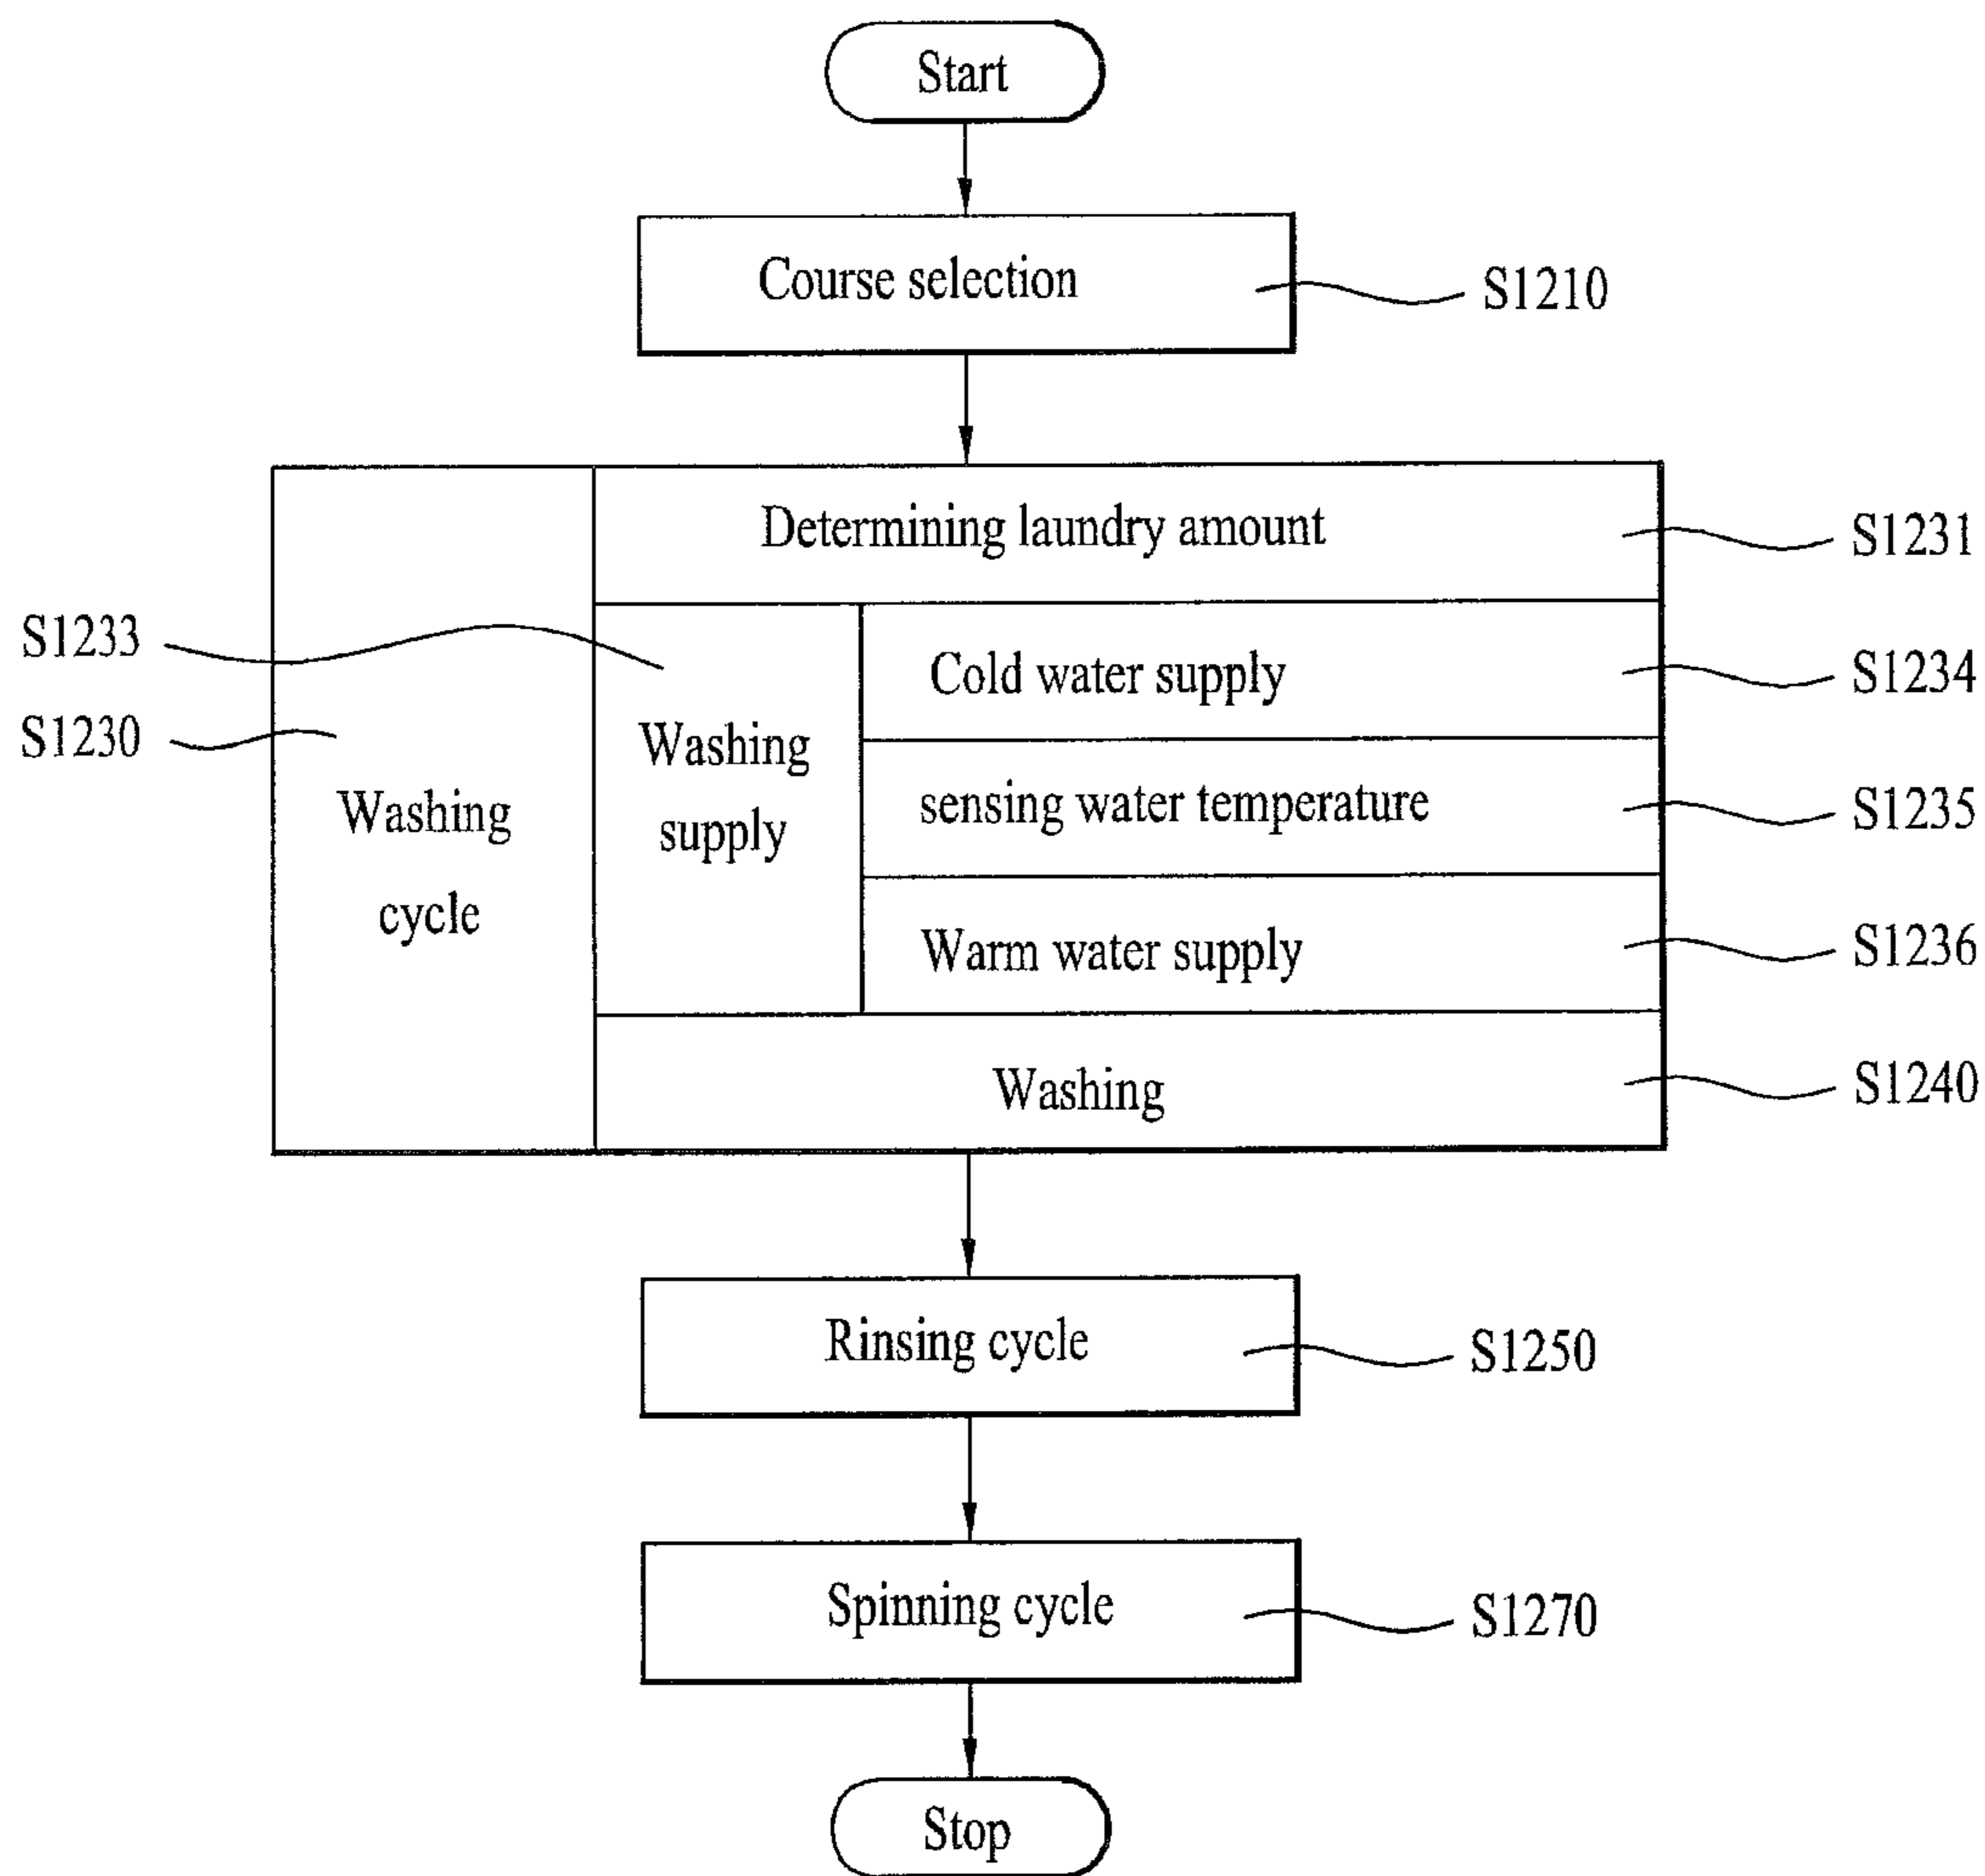 Start
Course selection
S1210
Determining laundry amount
S1231
S1233
Cold water supply
S1234
S1230
Washing
supply
sensing water temperature
S1235
Washing
cycle
Warm water supply
S1236
Washing
S1240
Rinsing cycle
S1250
Spinning cycle
S1270
Stop